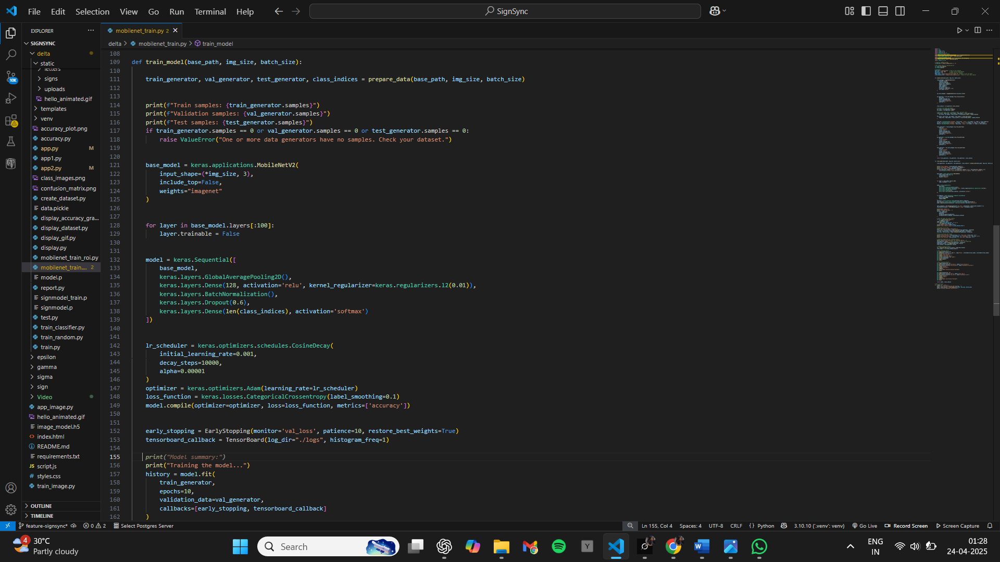 File Edit Selection View Go Run Terminal Help
SignSync
EXPLORER
SIGNSYNC
delta
static
letters
signs
uploads
hello_animated.gif
templates
venv
accuracy_plot.png
accuracy.py
app.py M
app1.py
app2.py M
class_images.png
confusion_matrix.png
create_dataset.py
data.pickle
display_accuracy_gra...
display_dataset.py
display_gif.py
display.py
mobilenet_train_roi.py
mobilenet_train.... 2
model.p
report.py
signmodel_train.p
signmodel.p
test.py
train_classifier.py
train_random.py
train.py
epsilon
gamma
sigma
sign
Video
app_image.py
hello_animated.gif
image_model.h5
index.html
README.md
requirements.txt
script.js
styles.css
train_image.py
OUTLINE
TIMELINE
10K
mobilenet_train.py 2
delta > mobilenet_train.py > train_model
108
109 def train_model(base_path, img_size, batch_size):
110
111 train_generator, val_generator, test_generator, class_indices = prepare_data(base_path, img_size, batch_size)
112
113
114 print(f"Train samples: {train_generator.samples}")
115 print(f"Validation samples: {val_generator.samples}")
116 print(f"Test samples: {test_generator.samples}")
117 if train_generator.samples == 0 or val_generator.samples == 0 or test_generator.samples == 0:
118 raise ValueError("One or more data generators have no samples. Check your dataset.")
119
120
121 base_model = keras.applications.MobileNetV2(
122 input_shape=(*img_size, 3),
123 include_top=False,
124 weights="imagenet"
125 )
126
127
128 for layer in base_model.layers[:100]:
129 layer.trainable = False
130
131
132 model = keras.Sequential([
133 base_model,
134 keras.layers.GlobalAveragePooling2D(),
135 keras.layers.Dense(128, activation='relu', kernel_regularizer=keras.regularizers.l2(0.01)),
136 keras.layers.BatchNormalization(),
137 keras.layers.Dropout(0.6),
138 keras.layers.Dense(len(class_indices), activation='softmax')
139 ])
140
141
142 lr_scheduler = keras.optimizers.schedules.CosineDecay(
143 initial_learning_rate=0.001,
144 decay_steps=10000,
145 alpha=0.00001
146 )
147 optimizer = keras.optimizers.Adam(learning_rate=lr_scheduler)
148 loss_function = keras.losses.CategoricalCrossentropy(label_smoothing=0.1)
149 model.compile(optimizer=optimizer, loss=loss_function, metrics=['accuracy'])
150
151
152 early_stopping = EarlyStopping(monitor='val_loss', patience=10, restore_best_weights=True)
153 tensorboard_callback = TensorBoard(log_dir="./logs", histogram_freq=1)
154
155 print("Model summary:")
156 print("Training the model...")
157 history = model.fit(
158 train_generator,
159 epochs=10,
160 validation_data=val_generator,
161 callbacks=[early_stopping, tensorboard_callback]
162 )
feature-signsync* 0 2 Select Postgres Server
Ln 155, Col 4 Spaces: 4 UTF-8 CRLF {} Python 3.10.10 ('.venv': venv) Go Live Record Screen Screen Capture
4
30°C
Partly cloudy
Search
Y
ENG
IN
01:28
24-04-2025